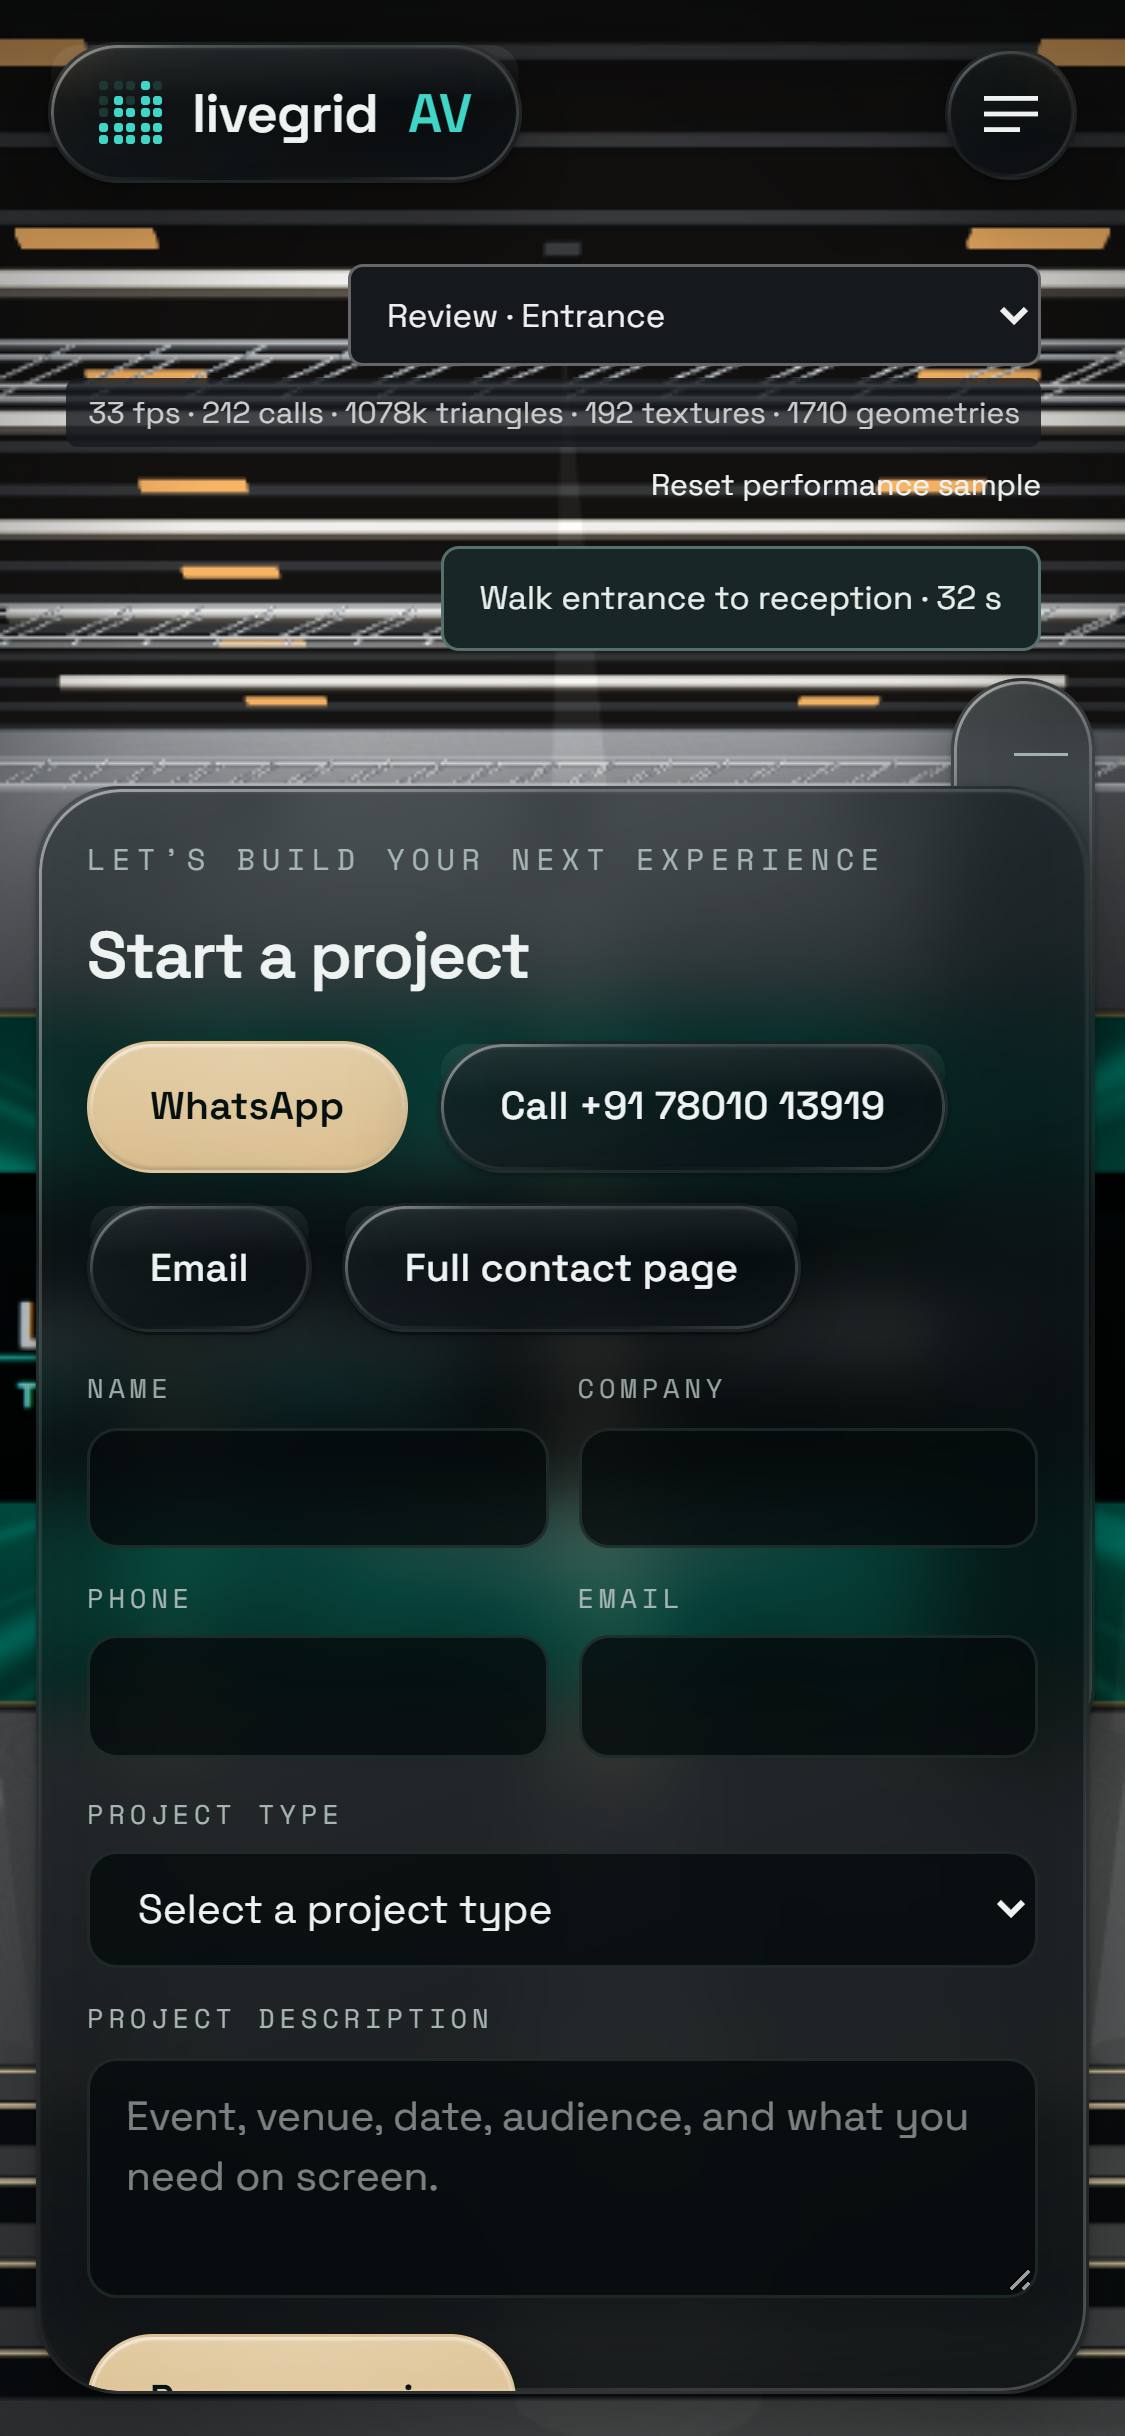 livegrid AV
Review · Entrance
33 fps · 212 calls · 1078k triangles · 192 textures · 1710 geometries
Reset performance sample
Walk entrance to reception · 32 s
LET'S BUILD YOUR NEXT EXPERIENCE
Start a project
WhatsApp
Call +91 78010 13919
Email
Full contact page
NAME
COMPANY
PHONE
EMAIL
PROJECT TYPE
Select a project type
PROJECT DESCRIPTION
Event, venue, date, audience, and what you
need on screen.